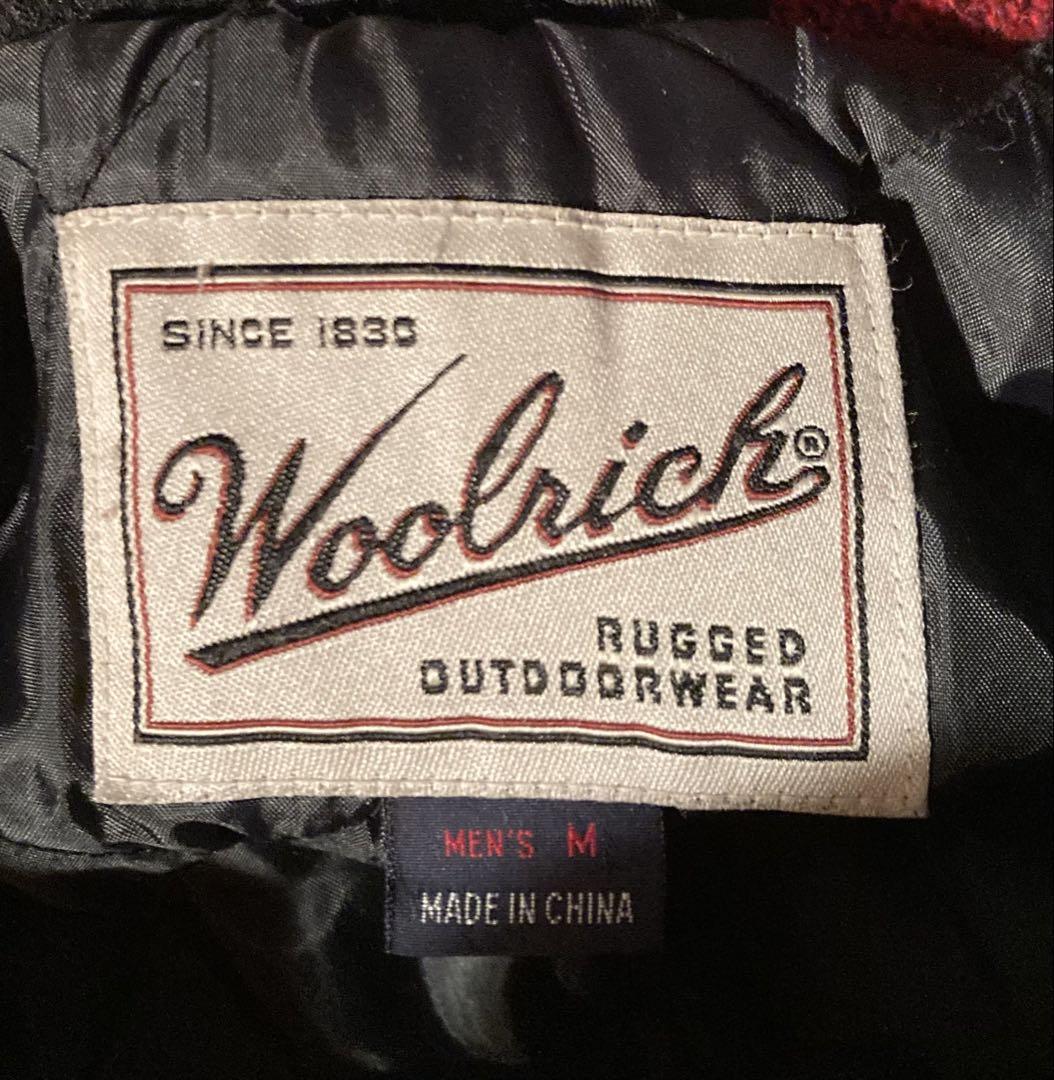 SINCE 1830
Woolrich®
RUGGED
OUTDOORWEAR
MEN'S M
MADE IN CHINA